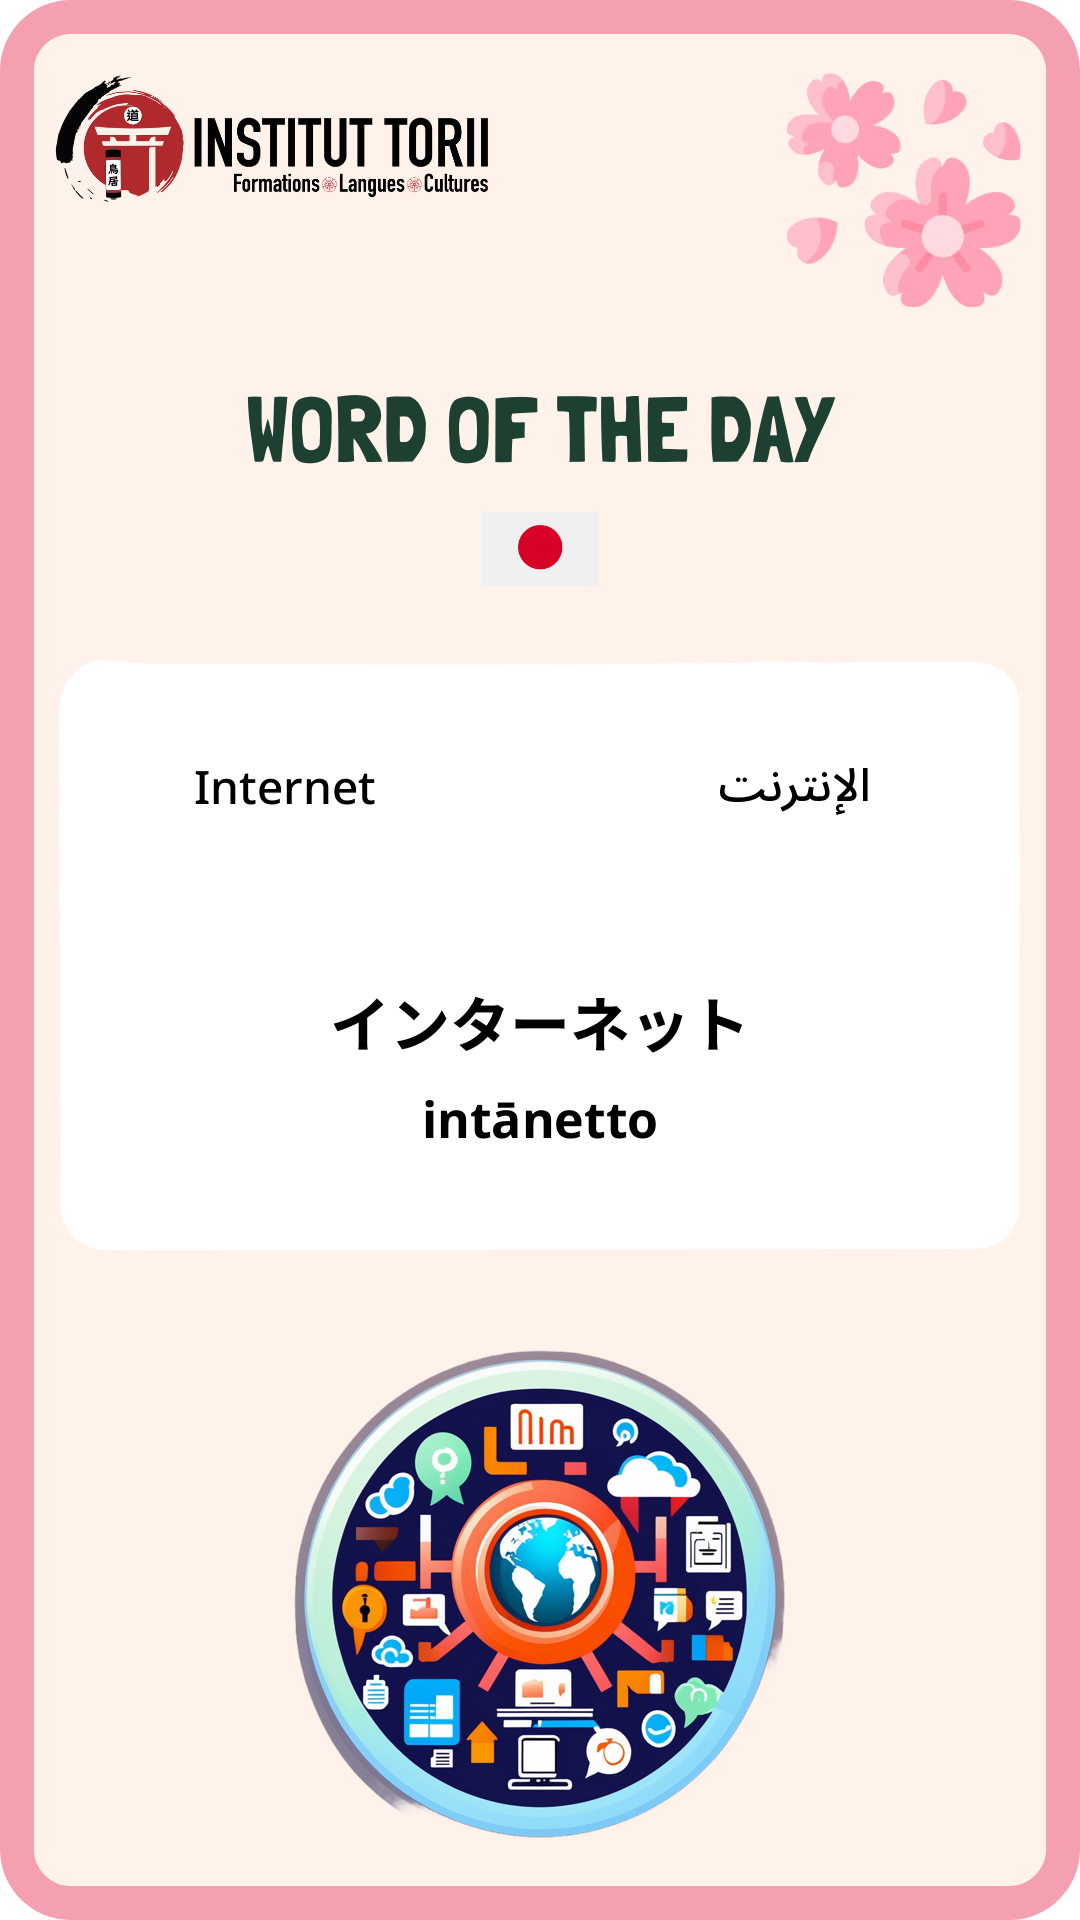 道
鳥居
INSTITUT TORII
Formations Langues Cultures
WORD OF THE DAY
Internet
الإنترنت
インターネット
intānetto